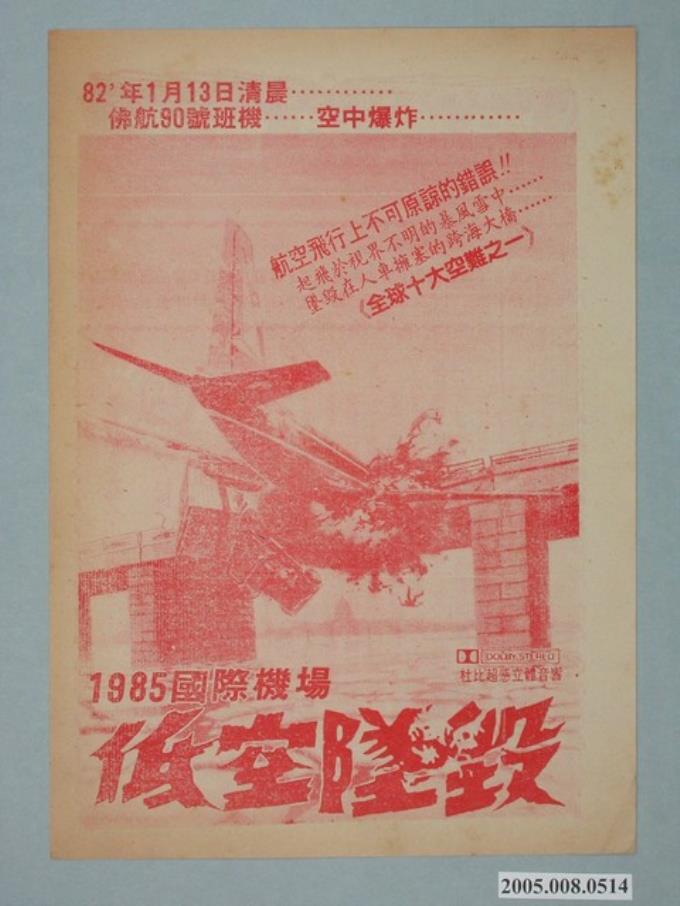 82'年1月13日清晨…………
佛航90號班機……空中爆炸…………
航空飛行上不可原諒的錯誤!!
起飛於視界不明的暴風雪中……
墜毀在人車擁塞的跨海大橋……
《全球十大空難之一》
DOLBY STEREO
杜比超感立體音響
1985國際機場
低空墜毀
2005.008.0514